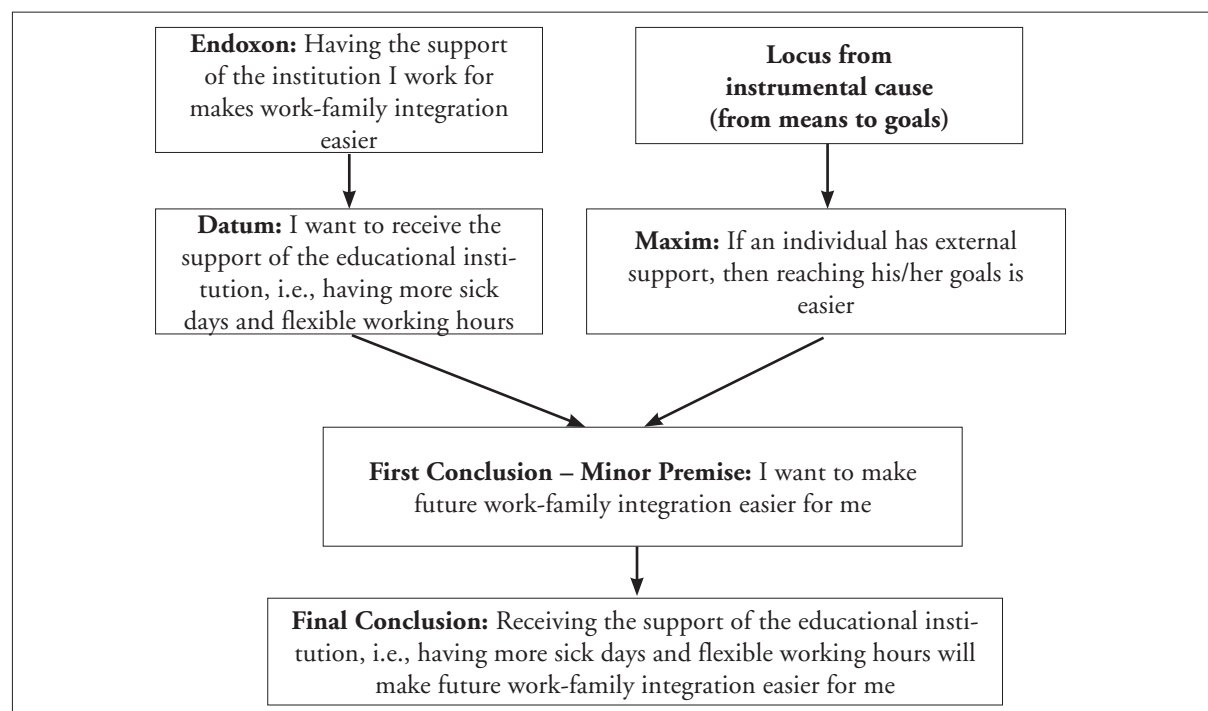 Endoxon: Having the support
of the institution I work for
makes work-family integration
easier
Locus from
instrumental cause
(from means to goals)
Datum: I want to receive the
support of the educational insti-
tution, i.e., having more sick
days and flexible working hours
Maxim: If an individual has external
support, then reaching his/her goals is
easier
First Conclusion – Minor Premise: I want to make
future work-family integration easier for me
Final Conclusion: Receiving the support of the educational insti-
tution, i.e., having more sick days and flexible working hours will
make future work-family integration easier for me